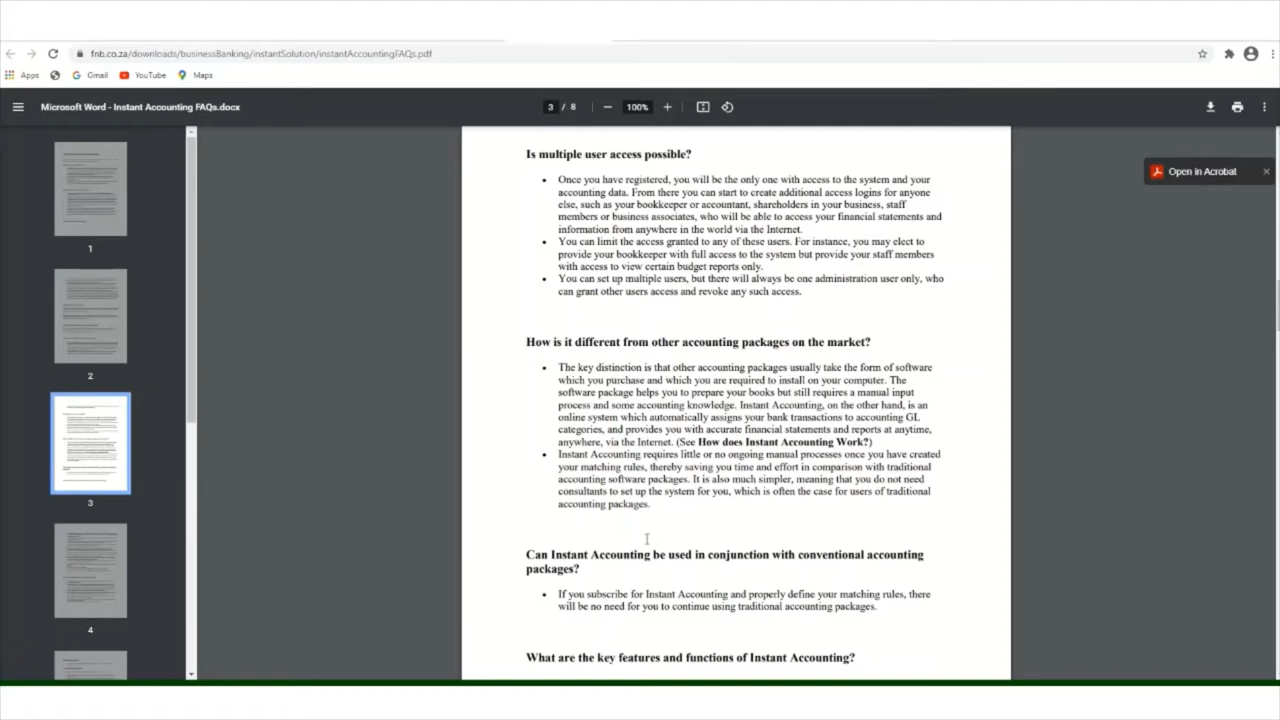 fnb.co.za/downloads/businessBanking/instantSolution/instantAccountingFAQs.pdf
Apps Gmail YouTube Maps
Microsoft Word - Instant Accounting FAQs.docx 3 / 8 100%
Open in Acrobat
1
2
3
4
Is multiple user access possible?
• Once you have registered, you will be the only one with access to the system and your
accounting data. From there you can start to create additional access logins for anyone
else, such as your bookkeeper or accountant, shareholders in your business, staff
members or business associates, who will be able to access your financial statements and
information from anywhere in the world via the Internet.
• You can limit the access granted to any of these users. For instance, you may elect to
provide your bookkeeper with full access to the system but provide your staff members
with access to view certain budget reports only.
• You can set up multiple users, but there will always be one administration user only, who
can grant other users access and revoke any such access.
How is it different from other accounting packages on the market?
• The key distinction is that other accounting packages usually take the form of software
which you purchase and which you are required to install on your computer. The
software package helps you to prepare your books but still requires a manual input
process and some accounting knowledge. Instant Accounting, on the other hand, is an
online system which automatically assigns your bank transactions to accounting GL
categories, and provides you with accurate financial statements and reports at anytime,
anywhere, via the Internet. (See How does Instant Accounting Work?)
• Instant Accounting requires little or no ongoing manual processes once you have created
your matching rules, thereby saving you time and effort in comparison with traditional
accounting software packages. It is also much simpler, meaning that you do not need
consultants to set up the system for you, which is often the case for users of traditional
accounting packages.
Can Instant Accounting be used in conjunction with conventional accounting
packages?
• If you subscribe for Instant Accounting and properly define your matching rules, there
will be no need for you to continue using traditional accounting packages.
What are the key features and functions of Instant Accounting?